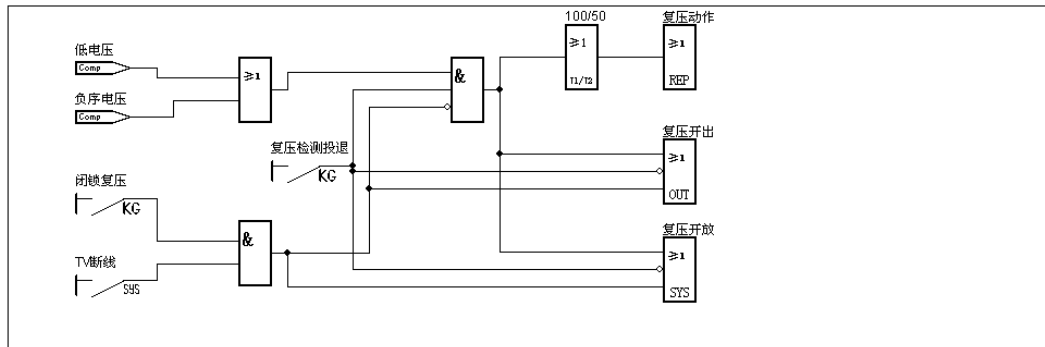 100/50
复压动作
低电压
Comp
≥1
≥1
≥1
&
T1/T2
REP
负序电压
Comp
复压开出
复压检测投退
KG
≥1
OUT
闭锁复压
KG
复压开放
&
≥1
TV断线
SYS
SYS